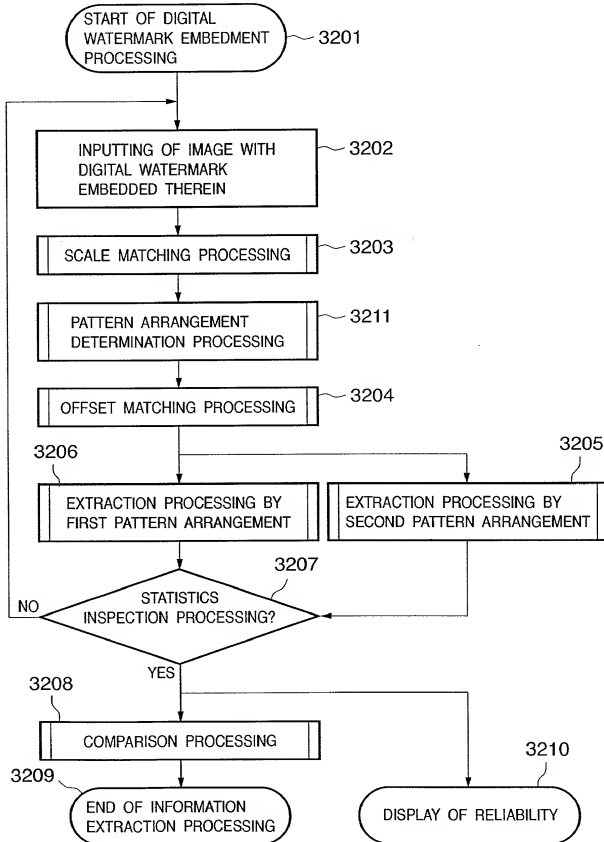 START OF DIGITAL
WATERMARK EMBEDMENT
PROCESSING
3201
INPUTTING OF IMAGE WITH
DIGITAL WATERMARK
EMBEDDED THEREIN
3202
SCALE MATCHING PROCESSING
3203
PATTERN ARRANGEMENT
DETERMINATION PROCESSING
3211
OFFSET MATCHING PROCESSING
3204
3206
EXTRACTION PROCESSING BY
FIRST PATTERN ARRANGEMENT
3205
EXTRACTION PROCESSING BY
SECOND PATTERN ARRANGEMENT
3207
STATISTICS
INSPECTION PROCESSING?
NO
YES
3208
COMPARISON PROCESSING
3209
END OF INFORMATION
EXTRACTION PROCESSING
3210
DISPLAY OF RELIABILITY